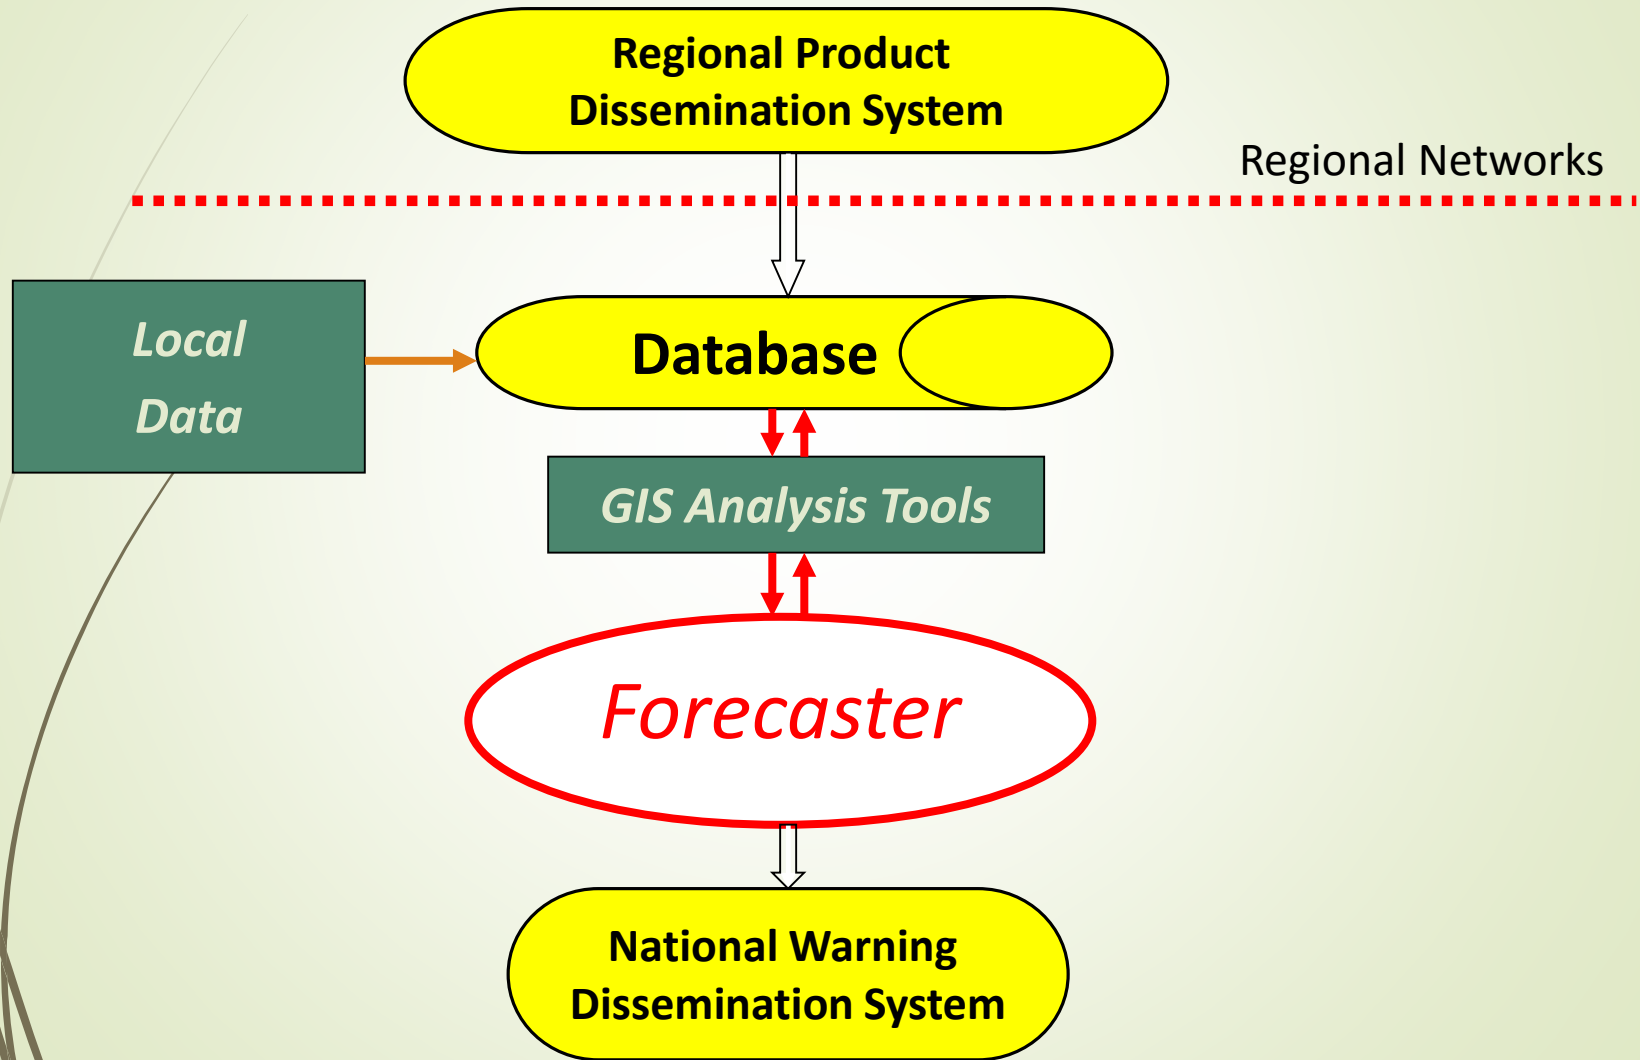 Regional Product
Dissemination System
Regional Networks
Local
Data
Database
GIS Analysis Tools
Forecaster
National Warning
Dissemination System